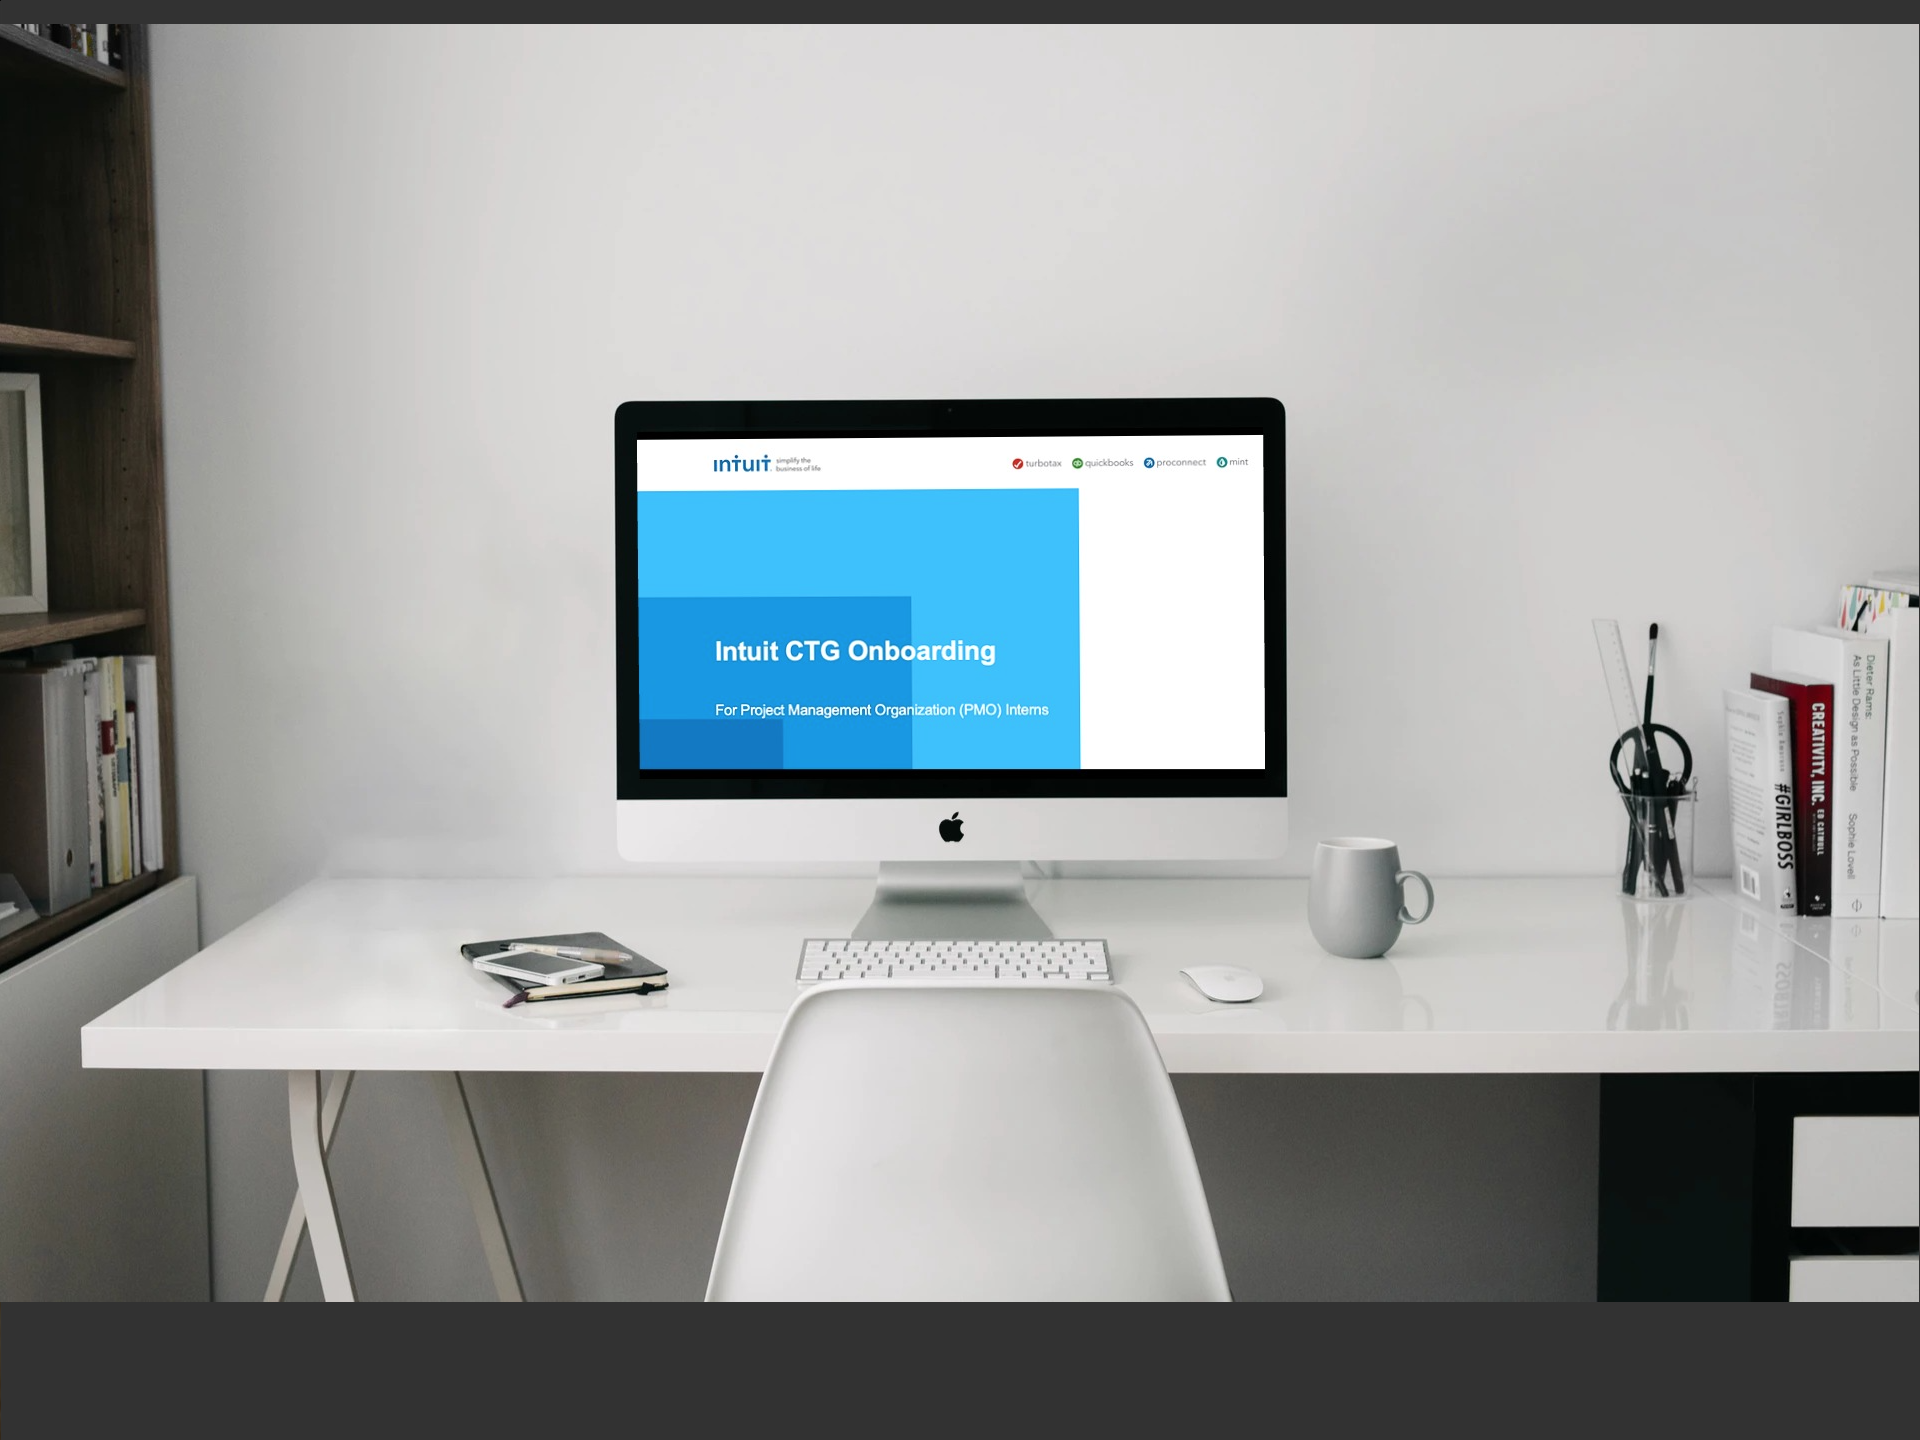 intuit simplify the
business of life
turbotax quickbooks proconnect mint
Intuit CTG Onboarding
For Project Management Organization (PMO) Interns
#GIRLBOSS
CREATIVITY, INC. ED CATMULL
Dieter Rams:
As Little Design as Possible Sophie Lovell